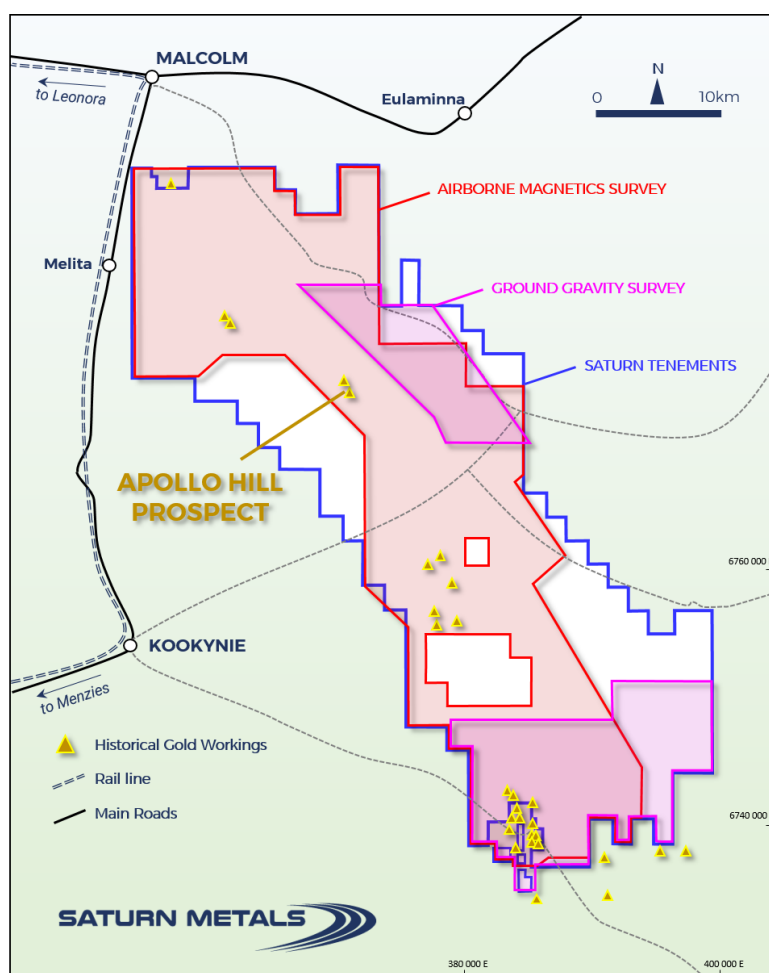 MALCOLM
to Leonora
Eulaminna
N
0 10km
AIRBORNE MAGNETICS SURVEY
Melita
GROUND GRAVITY SURVEY
SATURN TENEMENTS
APOLLO HILL
PROSPECT
6760 000
KOOKYNIE
to Menzies
Historical Gold Workings
Rail line
Main Roads
6740 000
SATURN METALS
380 000 E
400 000 E